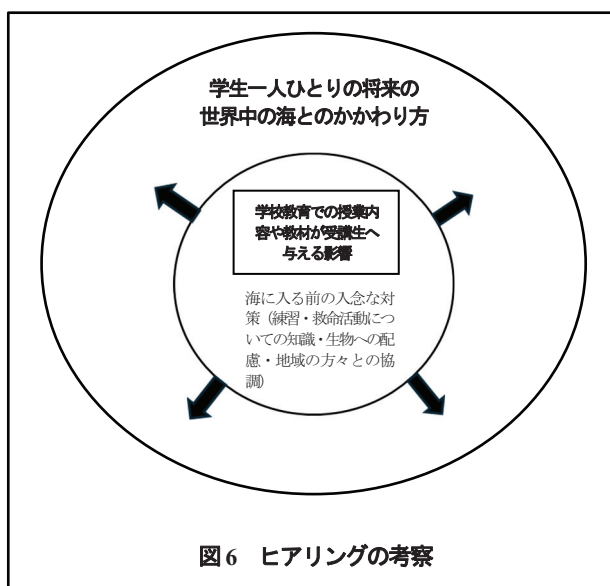 学生一人ひとりの将来の
世界中の海とのかかわり方
学校教育での授業内
容や教材が受講生へ
与える影響
海に入る前の入念な対
策（練習・救命活動につ
いての知識・生物への配
慮・地域の方々との協
調）
図6　ヒアリングの考察